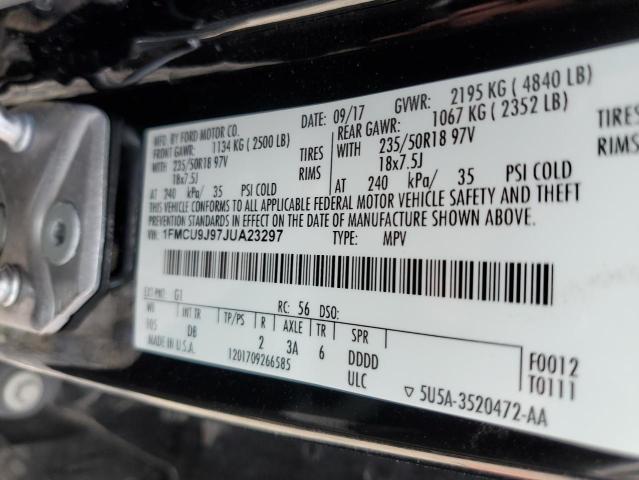 MFD. BY FORD MOTOR CO.
DATE: 09/17 GVWR: 2195 KG ( 4840 LB)
FRONT GAWR: 1134 KG ( 2500 LB) REAR GAWR: 1067 KG ( 2352 LB)
WITH 235/50R18 97V TIRES WITH 235/50R18 97V TIRES
18x7.5J RIMS 18x7.5J RIMS
AT 240 kPa/ 35 PSI COLD AT 240 kPa/ 35 PSI COLD
THIS VEHICLE CONFORMS TO ALL APPLICABLE FEDERAL MOTOR VEHICLE SAFETY AND THEFT
PREVENTION STANDARDS IN EFFECT ON THE DATE OF MANUFACTURE SHOWN ABOVE.
VIN: 1FMCU9J97JUA23297 TYPE: MPV
EXT PNT: G1 RC: 56 DSO:
WB INT TR TP/PS R AXLE TR SPR
105 DB 2 3A 6 DDDD F0012
MADE IN U.S.A. 1201709266585 ULC T0111
▽ 5U5A-3520472-AA